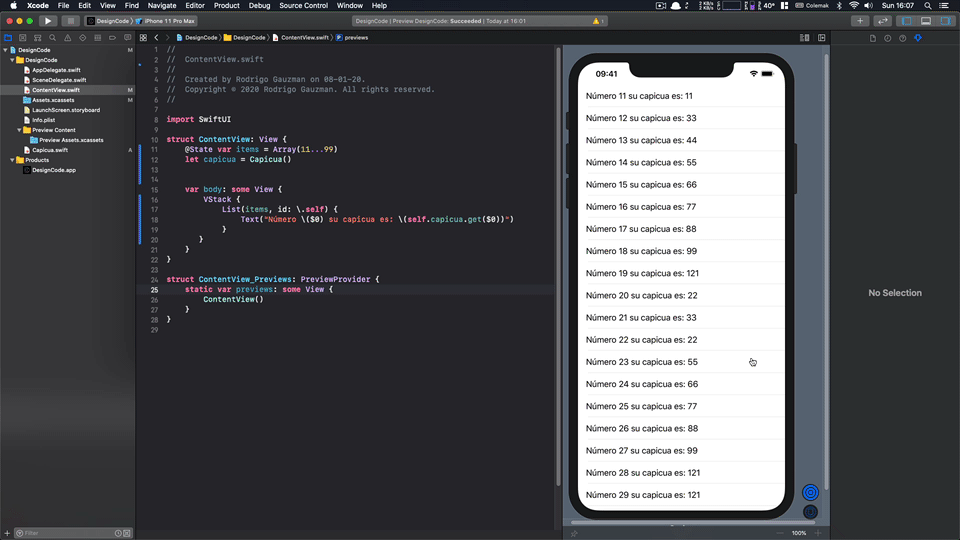 Xcode File Edit View Find Navigate Editor Product Debug Source Control Window Help
40° Colemak Sun 16:07
DesignCode iPhone 11 Pro Max
DesignCode | Preview DesignCode: Succeeded | Today at 16:01
DesignCode M
DesignCode
AppDelegate.swift
SceneDelegate.swift
ContentView.swift M
Assets.xcassets M
LaunchScreen.storyboard
Info.plist
Preview Content
Preview Assets.xcassets
Capicua.swift A
Products
DesignCode.app
Filter
DesignCode DesignCode ContentView.swift previews
1 //
2 // ContentView.swift
3 //
4 // Created by Rodrigo Gauzman on 08-01-20.
5 // Copyright © 2020 Rodrigo Gauzman. All rights reserved.
6 //
7
8 import SwiftUI
9
10 struct ContentView: View {
11 @State var items = Array(11...99)
12 let capicua = Capicua()
13
14
15 var body: some View {
16 VStack {
17 List(items, id: \.self) {
18 Text("Número \($0) su capicua es: \(self.capicua.get($0))")
19 }
20 }
21 }
22 }
23
24 struct ContentView_Previews: PreviewProvider {
25 static var previews: some View {
26 ContentView()
27 }
28 }
29
09:41
Número 11 su capicua es: 11
Número 12 su capicua es: 33
Número 13 su capicua es: 44
Número 14 su capicua es: 55
Número 15 su capicua es: 66
Número 16 su capicua es: 77
Número 17 su capicua es: 88
Número 18 su capicua es: 99
Número 19 su capicua es: 121
Número 20 su capicua es: 22
Número 21 su capicua es: 33
Número 22 su capicua es: 22
Número 23 su capicua es: 55
Número 24 su capicua es: 66
Número 25 su capicua es: 77
Número 26 su capicua es: 88
Número 27 su capicua es: 99
Número 28 su capicua es: 121
Número 29 su capicua es: 121
100%
No Selection